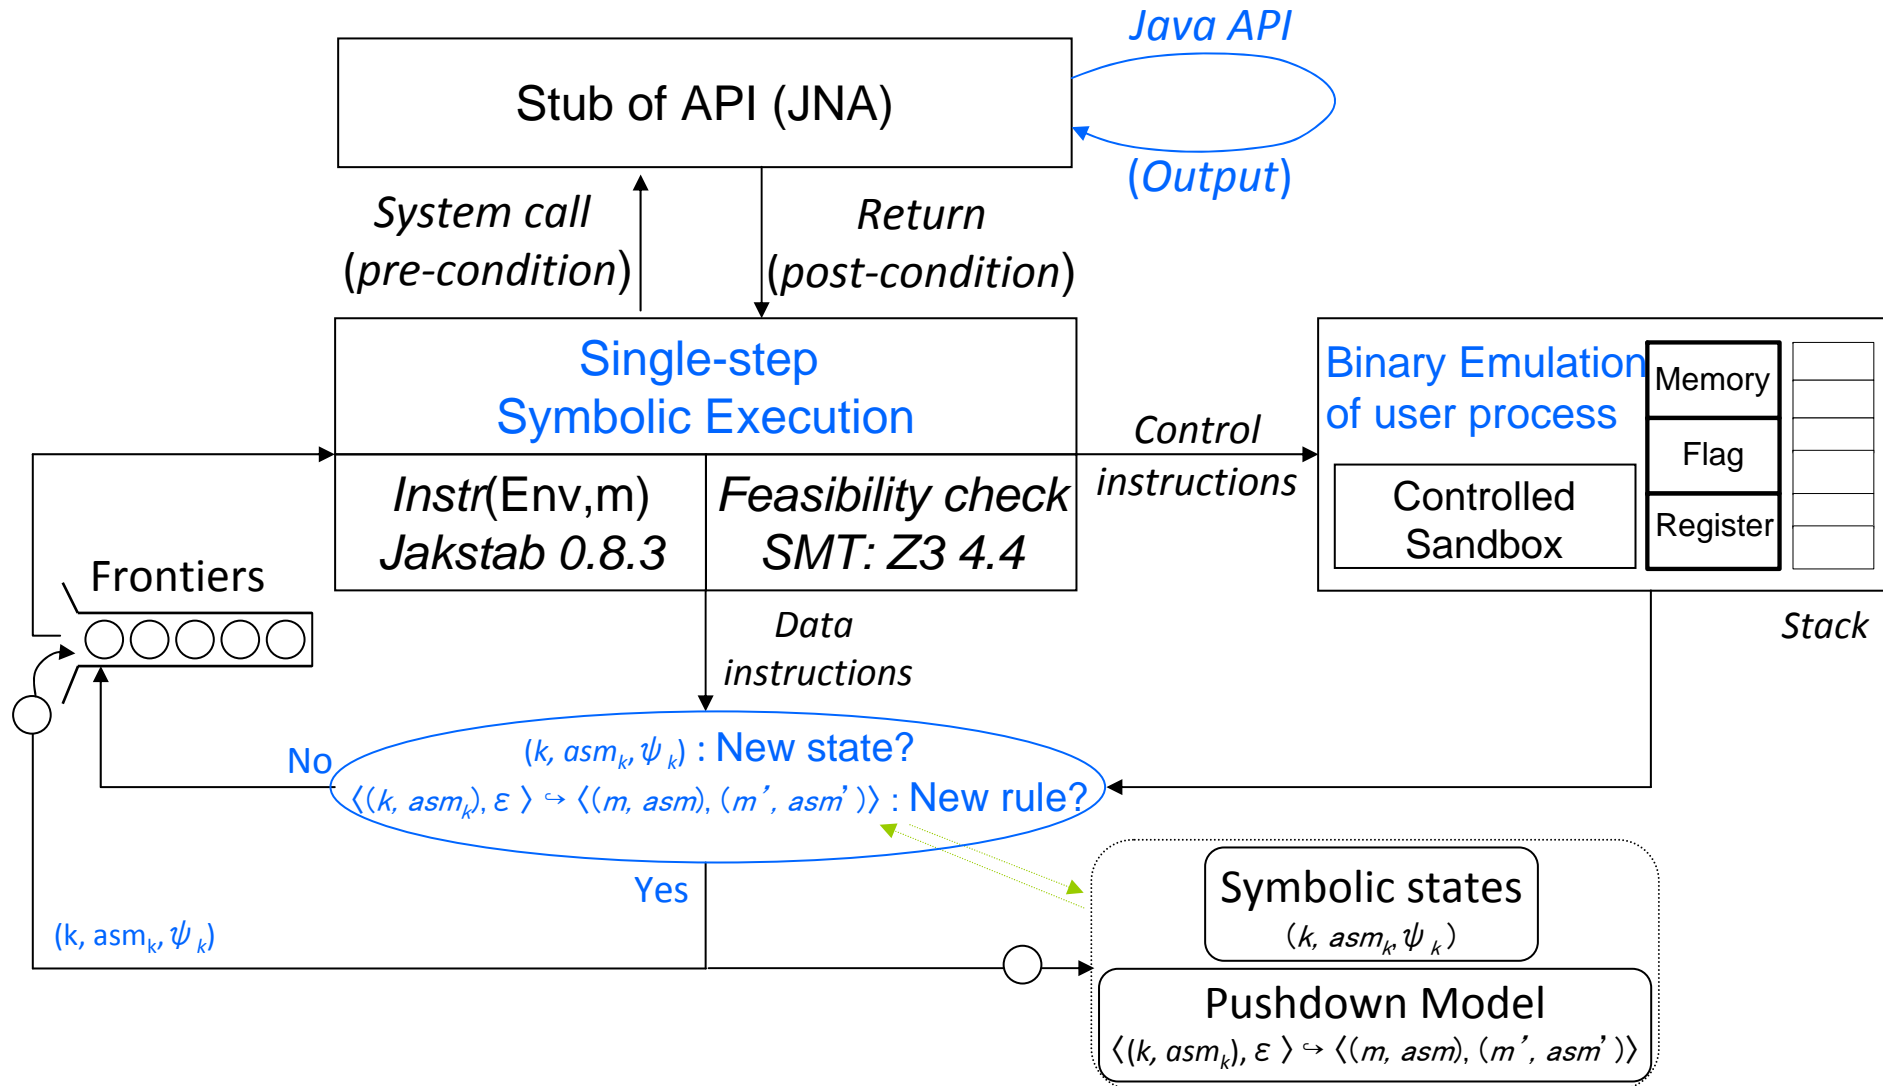 Java API
Stub of API (JNA)
(Output)
System call
(pre-condition)
Return
(post-condition)
Single-step
Symbolic Execution
Instr(Env,m)
Jakstab 0.8.3
Feasibility check
SMT: Z3 4.4
Control
instructions
Binary Emulation
of user process
Controlled
Sandbox
Memory
Flag
Register
Stack
Frontiers
Data
instructions
No
(k, asmₖ, ψₖ) : New state?
⟨(k, asmₖ), ε ⟩ ↪ ⟨(m, asm), (m’, asm’)⟩ : New rule?
Yes
(k, asmₖ, ψₖ)
Symbolic states
(k, asmₖ, ψₖ)
Pushdown Model
⟨(k, asmₖ), ε ⟩ ↪ ⟨(m, asm), (m’, asm’)⟩